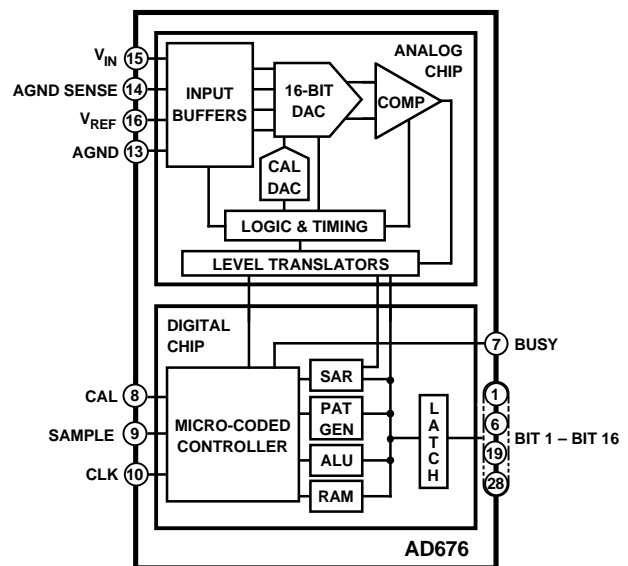 ANALOG
CHIP
VIN 15
AGND SENSE 14
VREF 16
AGND 13
INPUT
BUFFERS
16-BIT
DAC
COMP
CAL
DAC
LOGIC & TIMING
LEVEL TRANSLATORS
DIGITAL
CHIP
7 BUSY
CAL 8
SAMPLE 9
CLK 10
MICRO-CODED
CONTROLLER
SAR
PAT
GEN
ALU
RAM
L
A
T
C
H
1
6
19
28
BIT 1 – BIT 16
AD676